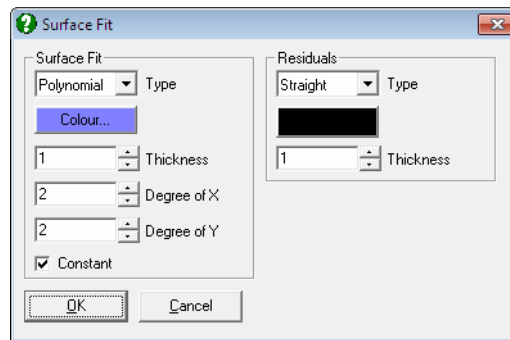 Surface Fit
Surface Fit
Polynomial Type
Colour...
1 Thickness
2 Degree of X
2 Degree of Y
Constant
Residuals
Straight Type
1 Thickness
OK Cancel